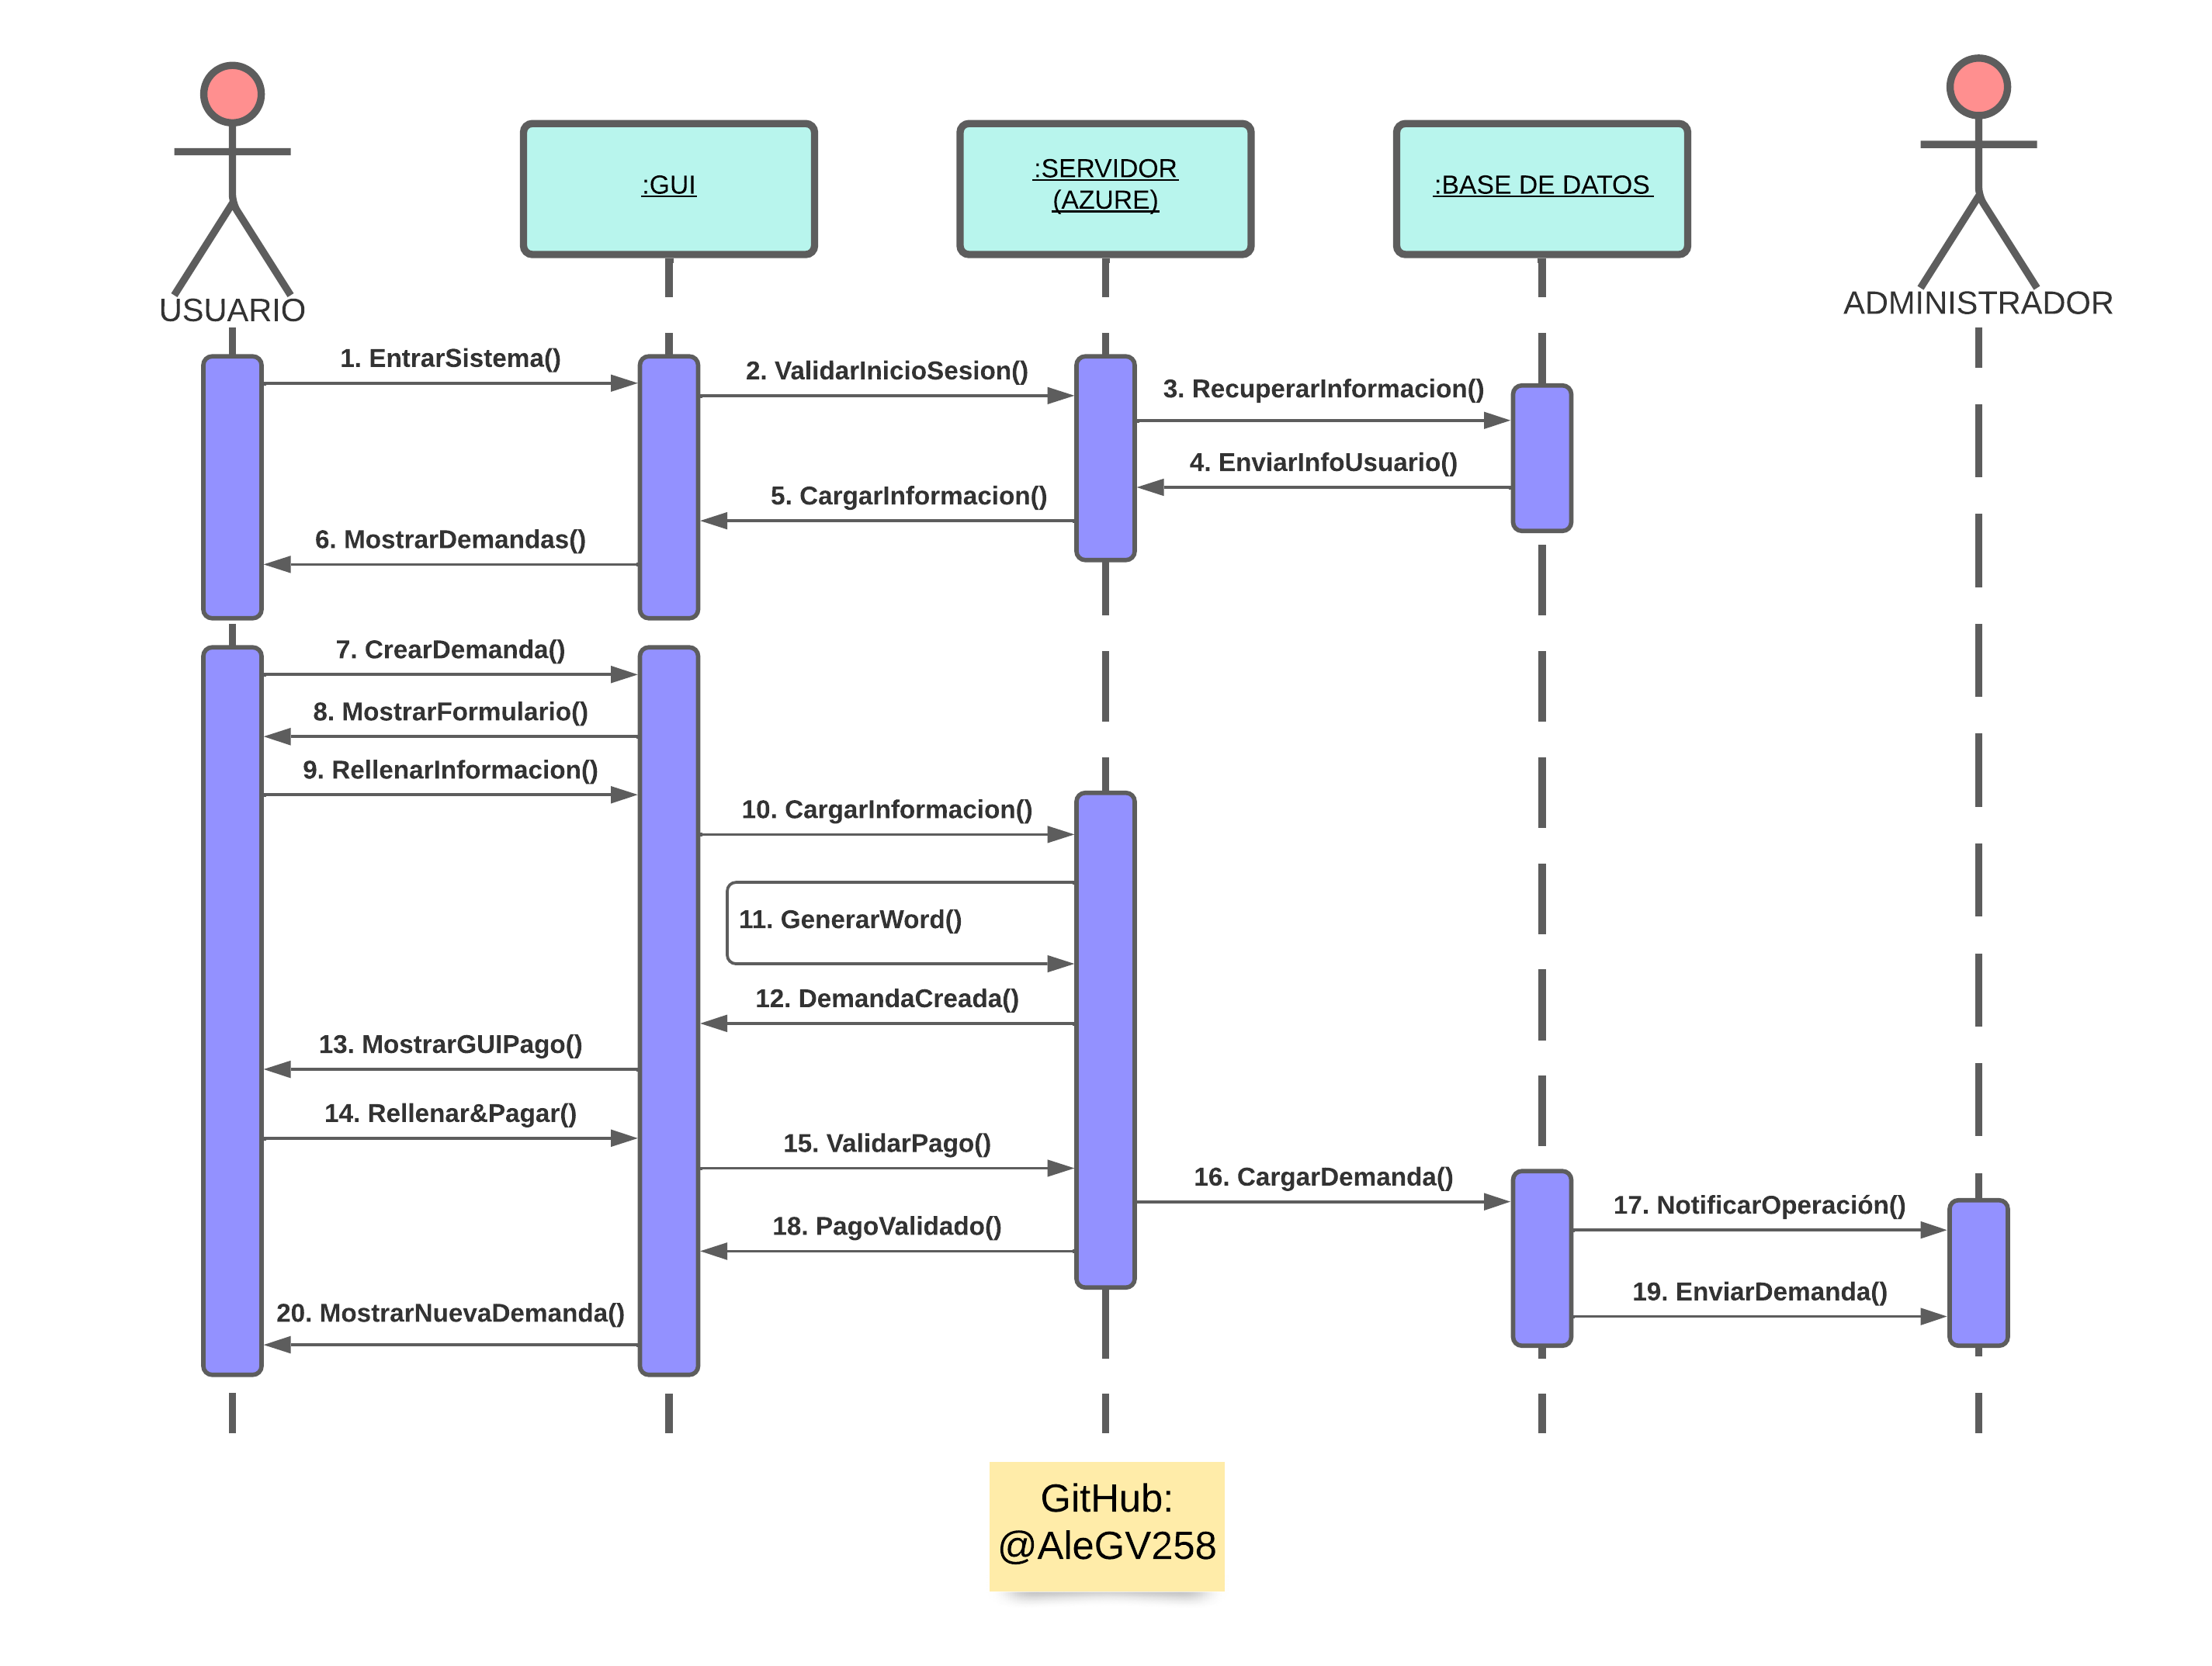 USUARIO
:GUI
:SERVIDOR
(AZURE)
:BASE DE DATOS
ADMINISTRADOR
1. EntrarSistema()
2. ValidarInicioSesion()
3. RecuperarInformacion()
4. EnviarInfoUsuario()
5. CargarInformacion()
6. MostrarDemandas()
7. CrearDemanda()
8. MostrarFormulario()
9. RellenarInformacion()
10. CargarInformacion()
11. GenerarWord()
12. DemandaCreada()
13. MostrarGUIPago()
14. Rellenar&Pagar()
15. ValidarPago()
16. CargarDemanda()
17. NotificarOperación()
18. PagoValidado()
19. EnviarDemanda()
20. MostrarNuevaDemanda()
GitHub:
@AleGV258